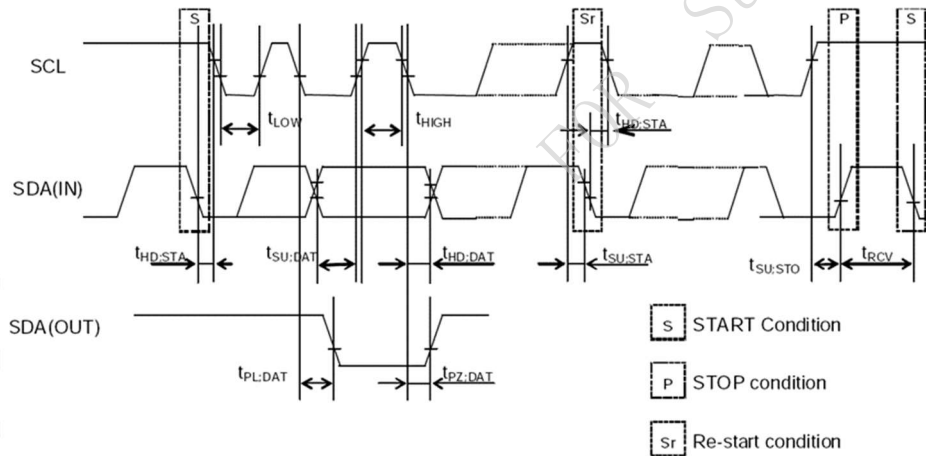 S Sr P S
SCL
tLOW tHIGH tHD:STA
FOR
SDA(IN)
tHD:STA tSU:DAT tHD:DAT tSU:STA tSU:STO tRCV
SDA(OUT)
S START Condition
tPL:DAT tPZ:DAT
P STOP condition
Sr Re-start condition